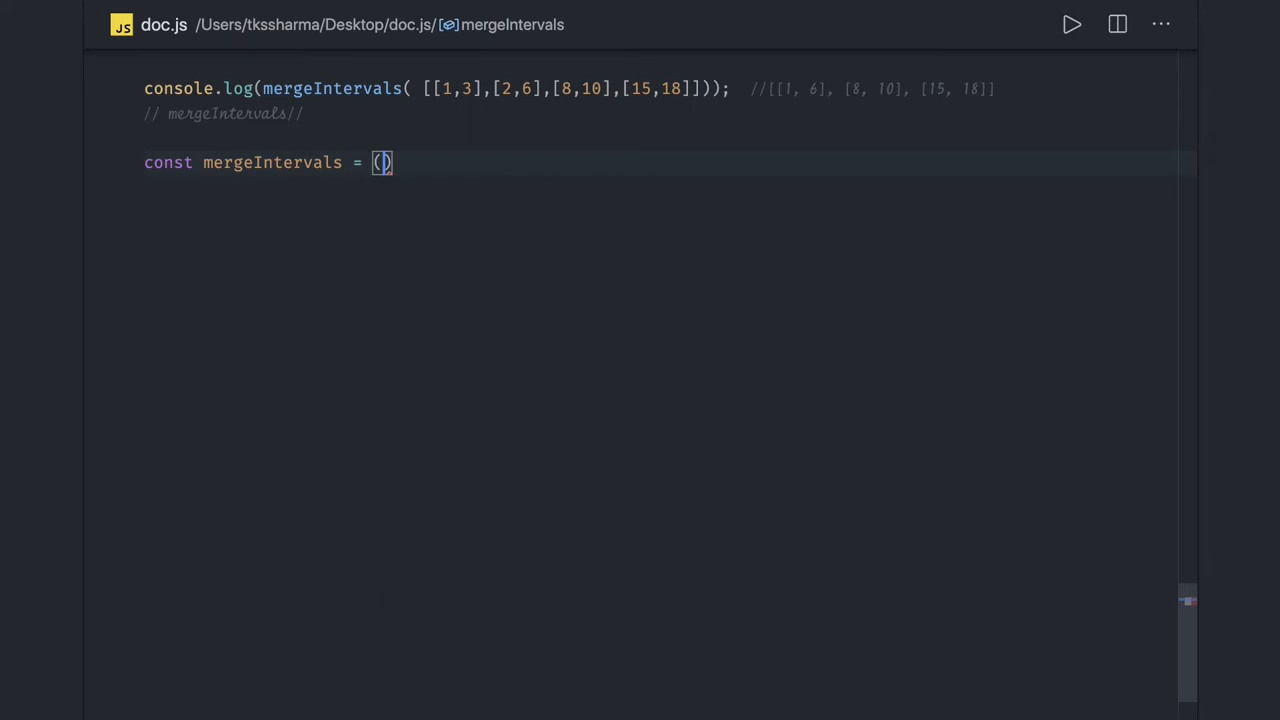 JS doc.js /Users/tkssharma/Desktop/doc.js/mergeIntervals
console.log(mergeIntervals( [[1,3],[2,6],[8,10],[15,18]])); //[[1, 6], [8, 10], [15, 18]]
// mergeIntervals//
const mergeIntervals = ()